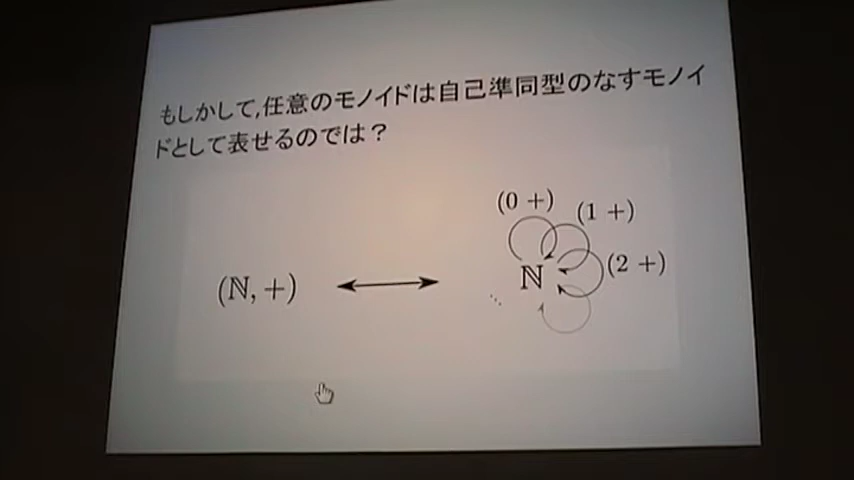 もしかして,任意のモノイドは自己準同型のなすモノイ
ドとして表せるのでは？
(0 +)
(1 +)
(2 +)
(ℕ, +)
ℕ